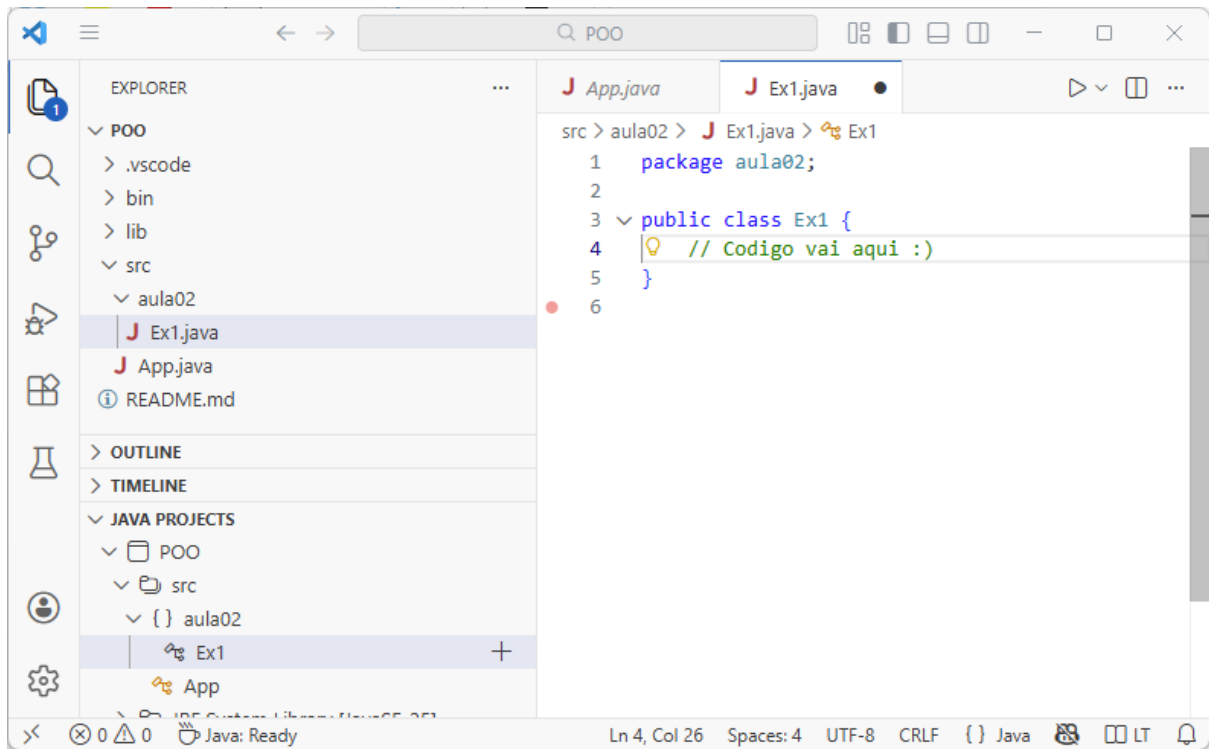 POO
EXPLORER
POO
.vscode
bin
lib
src
aula02
J Ex1.java
J App.java
README.md
OUTLINE
TIMELINE
JAVA PROJECTS
POO
src
{ } aula02
Ex1
App
J App.java
J Ex1.java
src > aula02 > J Ex1.java > Ex1
1 package aula02;
2
3 public class Ex1 {
4 // Codigo vai aqui :)
5 }
6
1
0 0 Java: Ready Ln 4, Col 26 Spaces: 4 UTF-8 CRLF { } Java LT